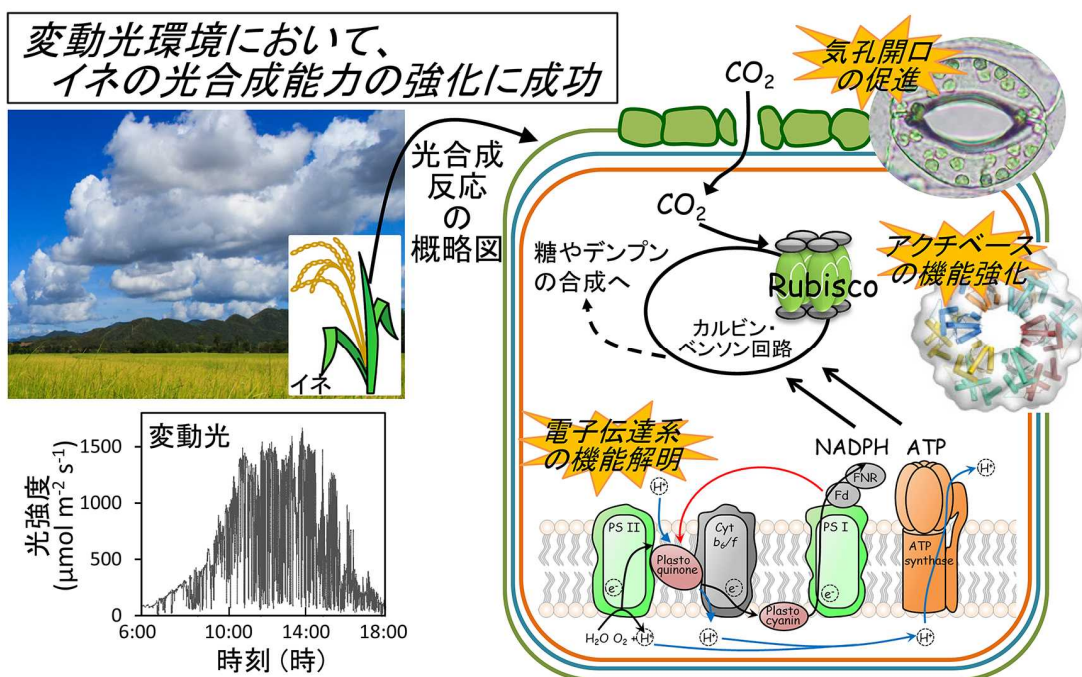 変動光環境において、
イネの光合成能力の強化に成功
イネ
光合成
反応
の
概略図
気孔開口
の促進
CO₂
CO₂
糖やデンプン
の合成へ
Rubisco
カルビン・
ベンソン回路
アクチベース
の機能強化
電子伝達系
の機能解明
NADPH
ATP
FNR
Fd
H⁺
H⁺
PS II
Cyt
b₆/f
PS I
ATP
synthase
Plasto
quinone
e⁻
e⁻
e⁻
Plasto
cyanin
H₂O O₂ + H⁺
H⁺
H⁺
変動光
光強度
(μmol m⁻² s⁻¹)
1500
1000
500
0
6:00
10:00
14:00
18:00
時刻 (時)